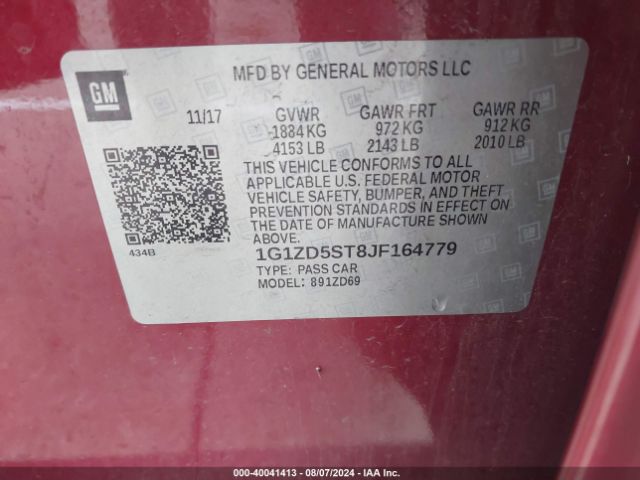 GM
MFD BY GENERAL MOTORS LLC
11/17 GVWR GAWR FRT GAWR RR
1884 KG 972 KG 912 KG
4153 LB 2143 LB 2010 LB
THIS VEHICLE CONFORMS TO ALL
APPLICABLE U.S. FEDERAL MOTOR
VEHICLE SAFETY, BUMPER, AND THEFT
PREVENTION STANDARDS IN EFFECT ON
THE DATE OF MANUFACTURE SHOWN
ABOVE.
434B
1G1ZD5ST8JF164779
TYPE: PASS CAR
MODEL: 891ZD69
000-40041413 - 08/07/2024 - IAA Inc.